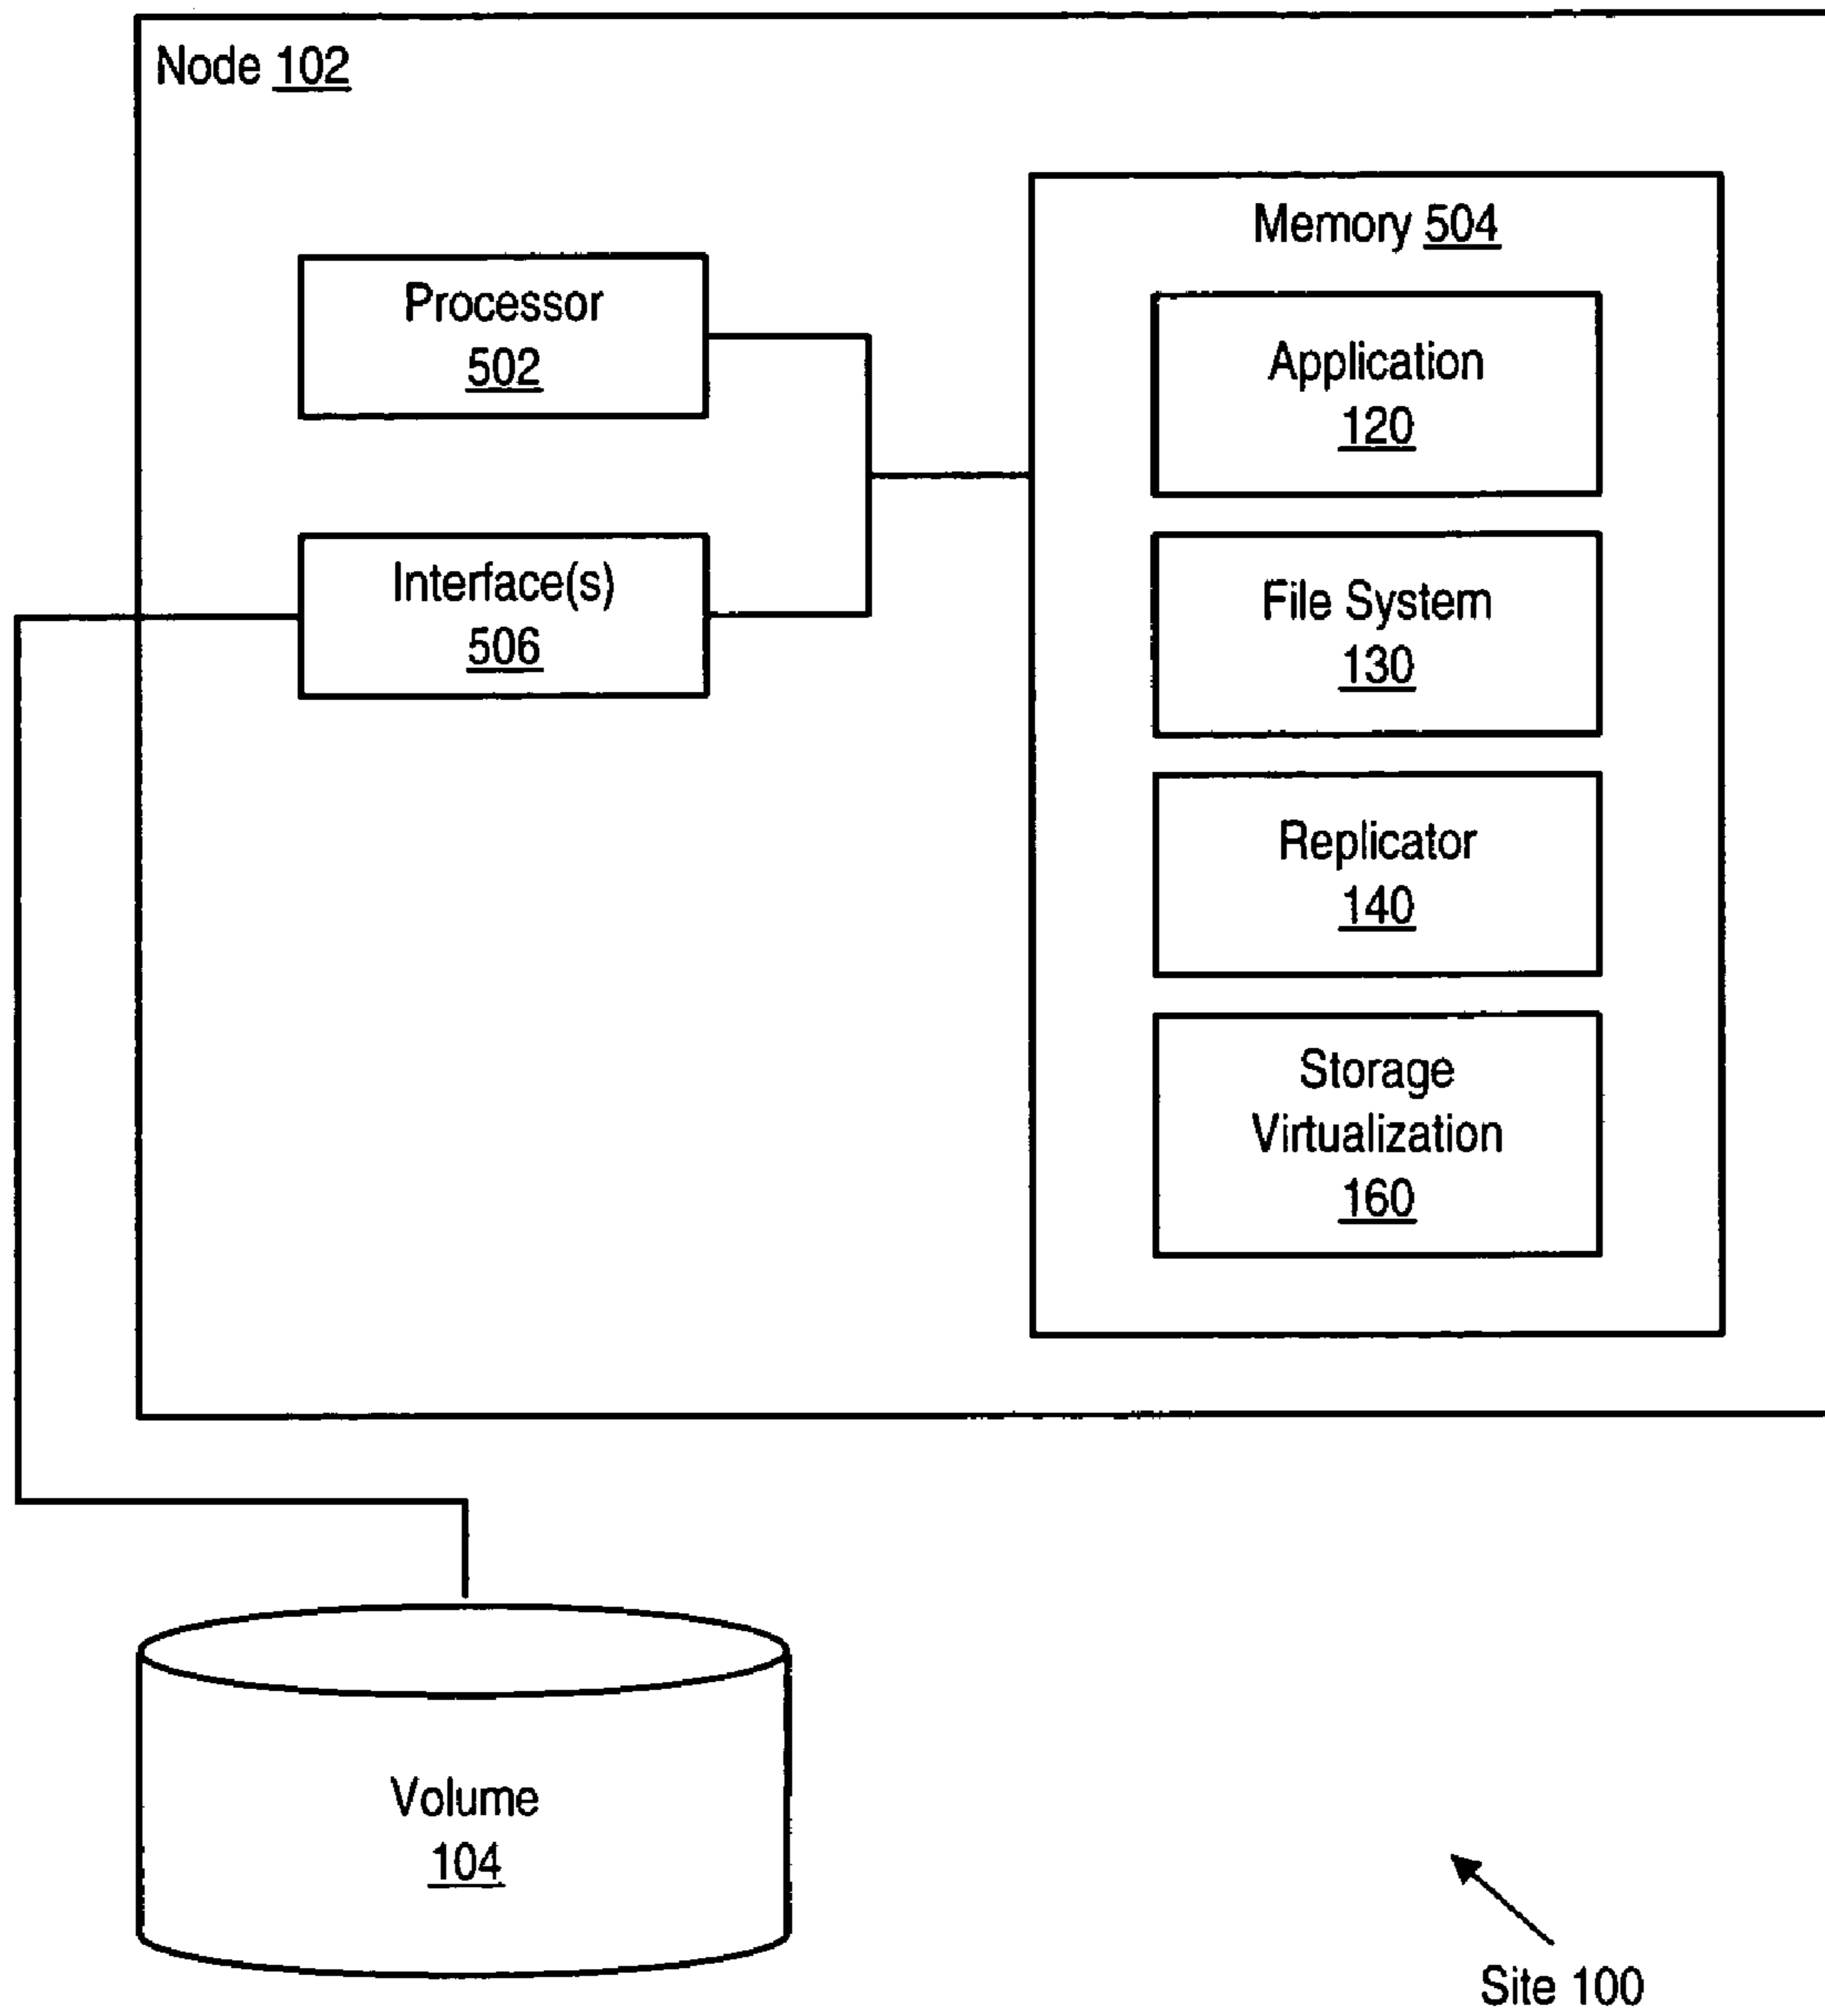 Node 102
Memory 504
Processor
502
Application
120
Interface(s)
506
File System
130
Replicator
140
Storage
Virtualization
160
Volume
104
Site 100